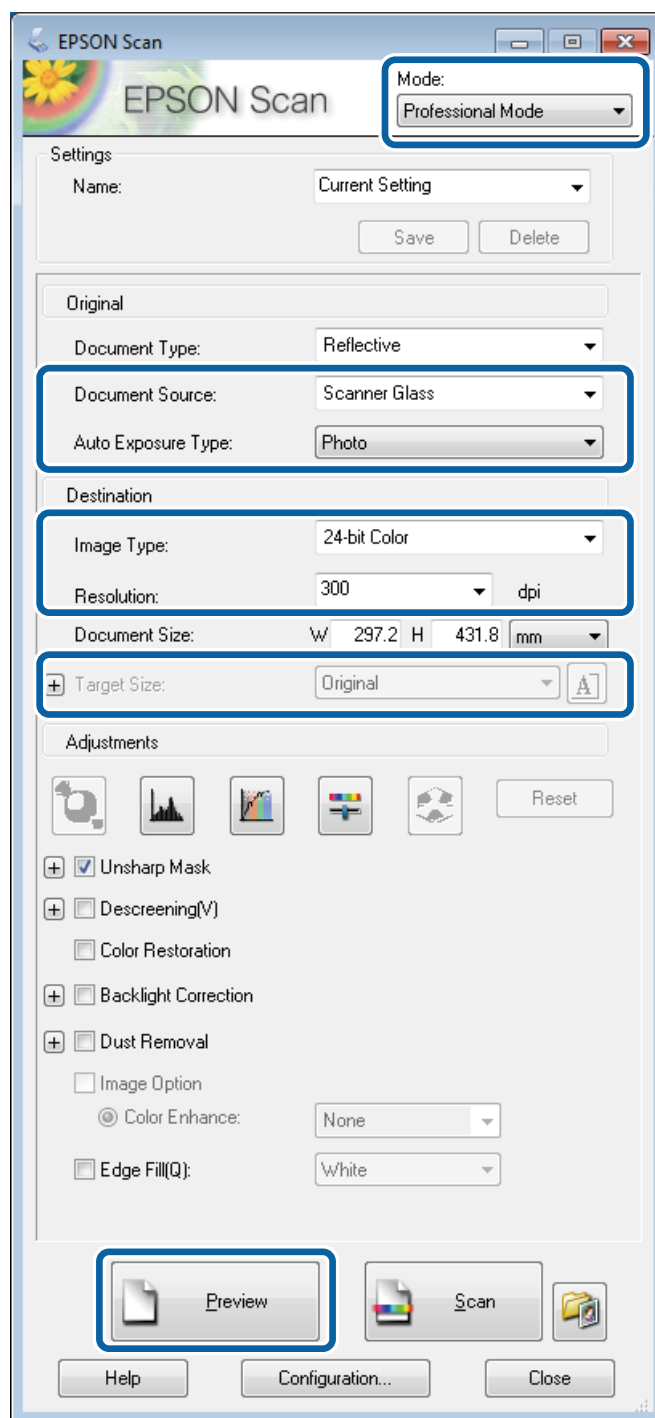 EPSON Scan
EPSON Scan
Mode:
Professional Mode
Settings
Name: Current Setting
Save Delete
Original
Document Type: Reflective
Document Source: Scanner Glass
Auto Exposure Type: Photo
Destination
Image Type: 24-bit Color
Resolution: 300 dpi
Document Size: W 297.2 H 431.8 mm
Target Size: Original A
Adjustments
Reset
Unsharp Mask
Descreening(V)
Color Restoration
Backlight Correction
Dust Removal
Image Option
Color Enhance: None
Edge Fill(Q): White
Preview Scan
Help Configuration... Close